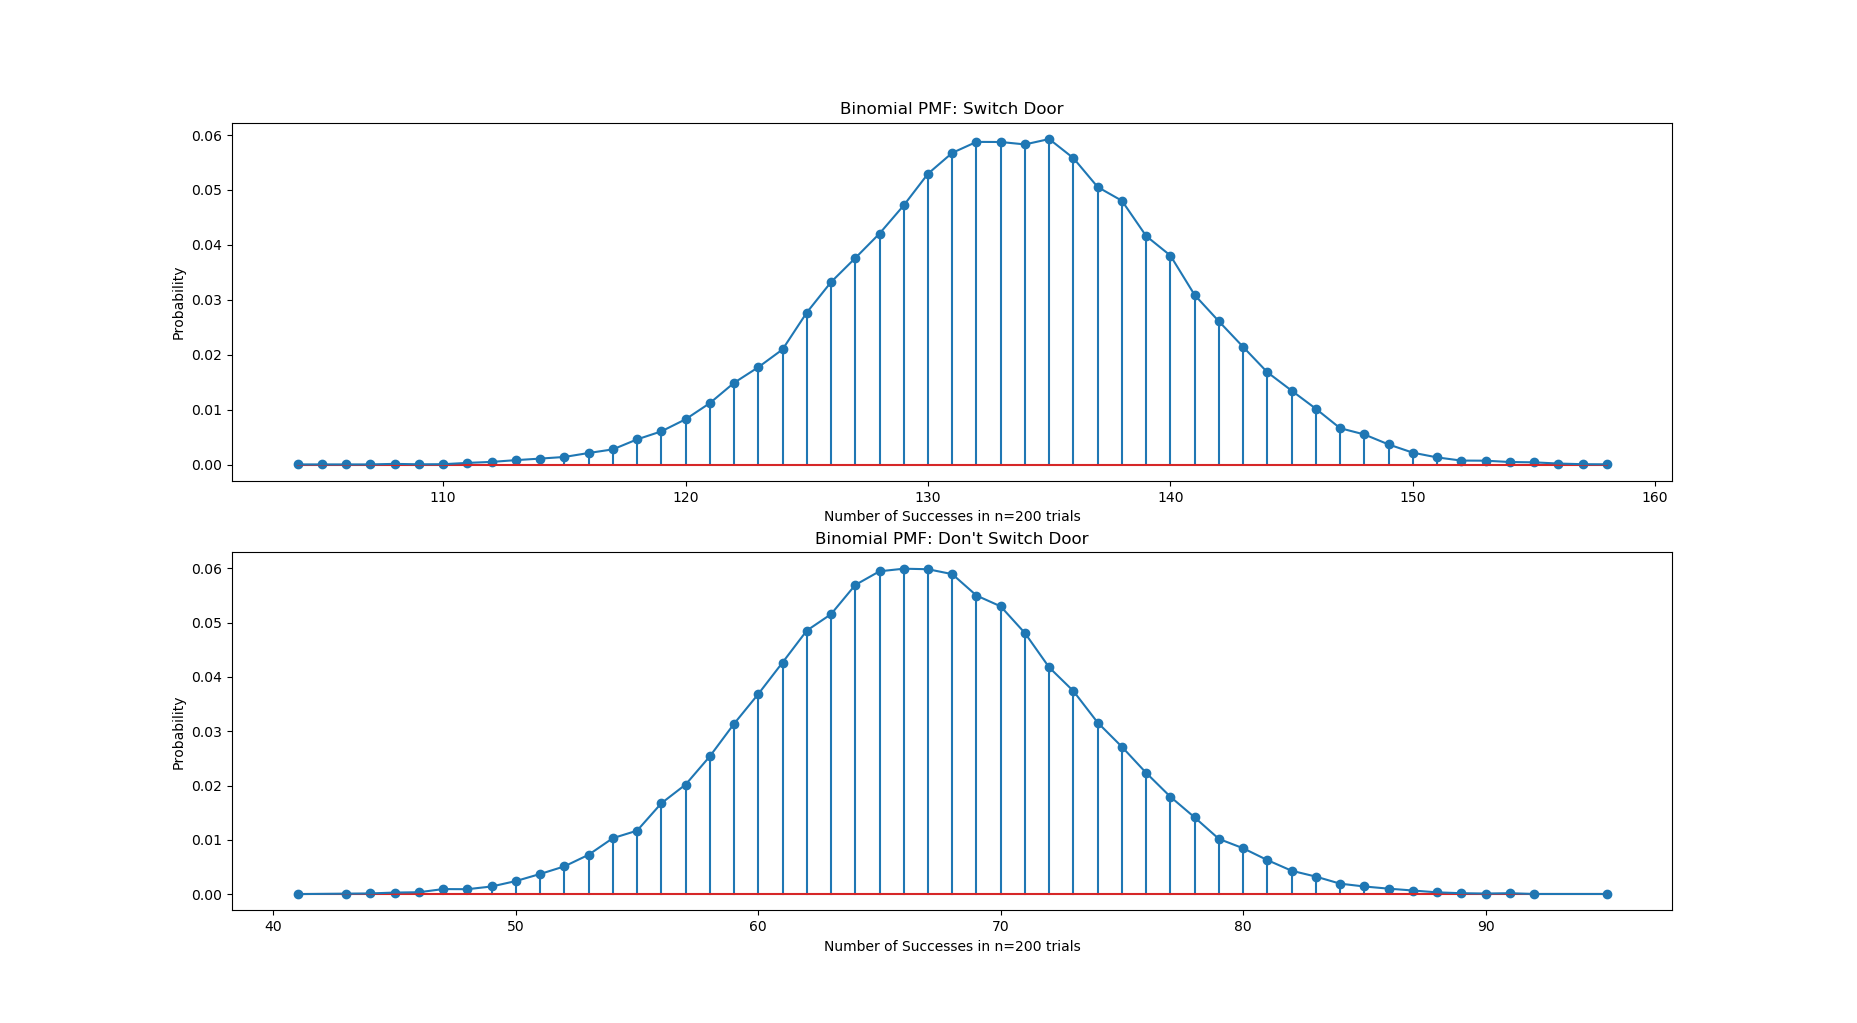 Binomial PMF: Switch Door
0.06
0.05
0.04
0.03
0.02
0.01
0.00
Probability
110 120 130 140 150 160
Number of Successes in n=200 trials
Binomial PMF: Don't Switch Door
0.06
0.05
0.04
0.03
0.02
0.01
0.00
Probability
40 50 60 70 80 90
Number of Successes in n=200 trials